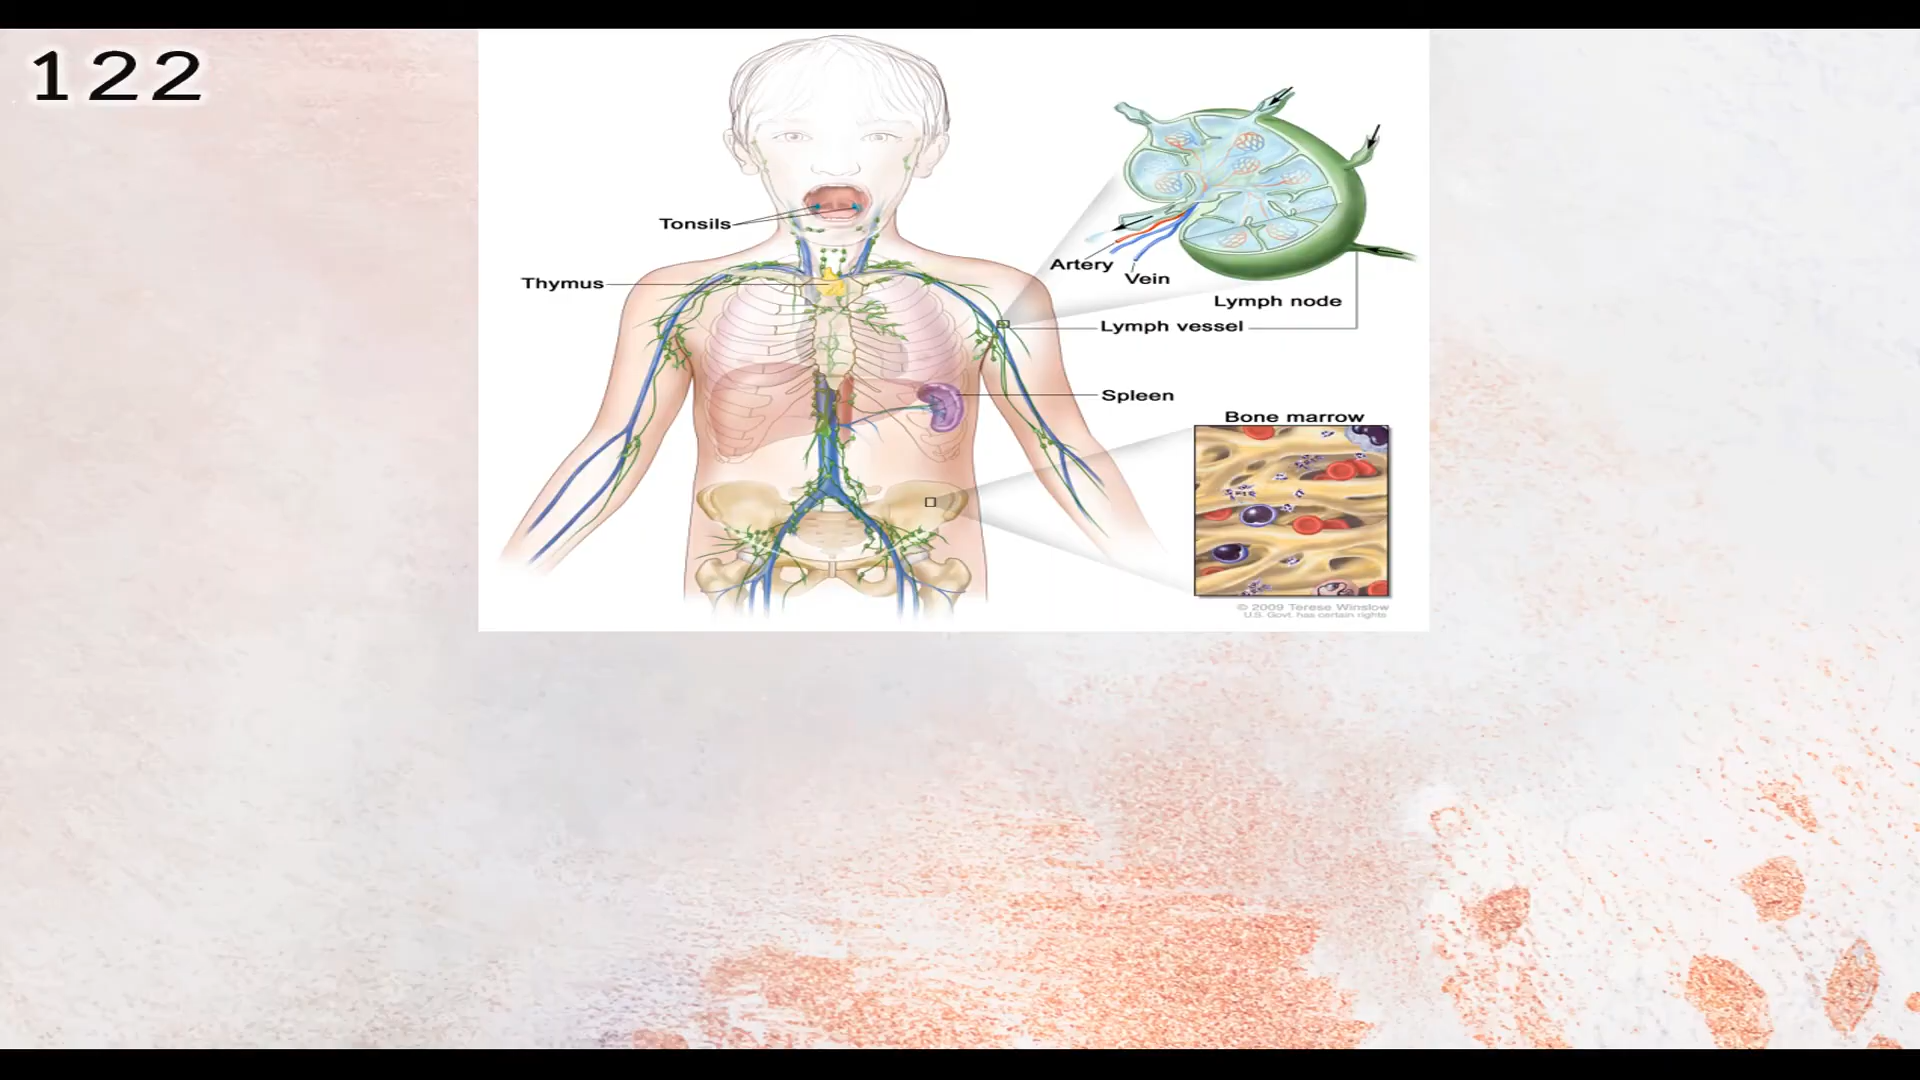 122
Tonsils
Thymus
Artery
Vein
Lymph node
Lymph vessel
Spleen
Bone marrow
© 2009 Terese Winslow
U.S. Govt. has certain rights